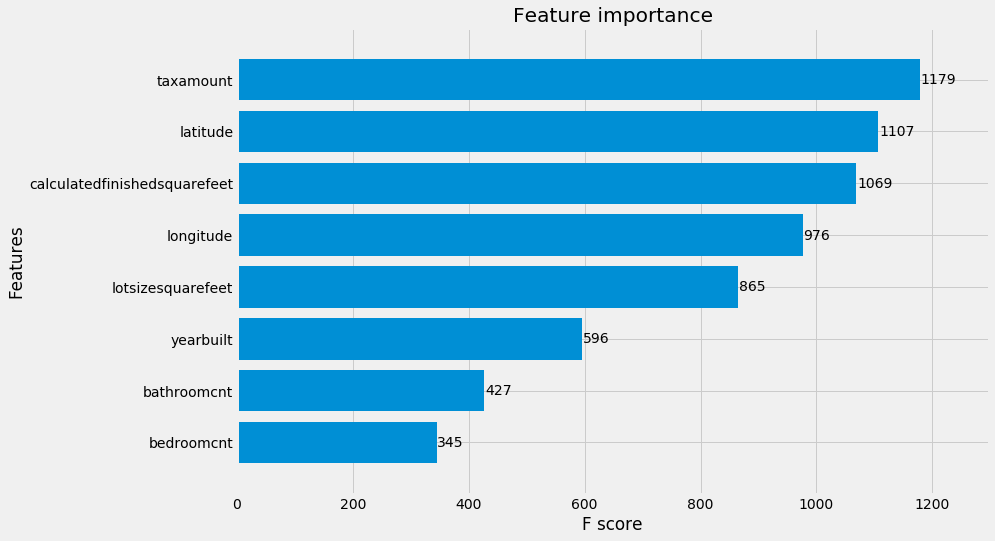 Feature importance
Features
taxamount 1179
latitude 1107
calculatedfinishedsquarefeet 1069
longitude 976
lotsizesquarefeet 865
yearbuilt 596
bathroomcnt 427
bedroomcnt 345
0 200 400 600 800 1000 1200
F score